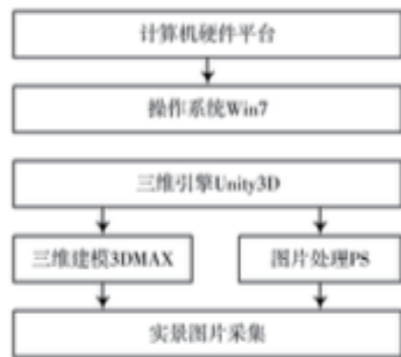 计算机硬件平台
操作系统Win7
三维引擎Unity3D
三维建模3DMAX
图片处理PS
实景图片采集